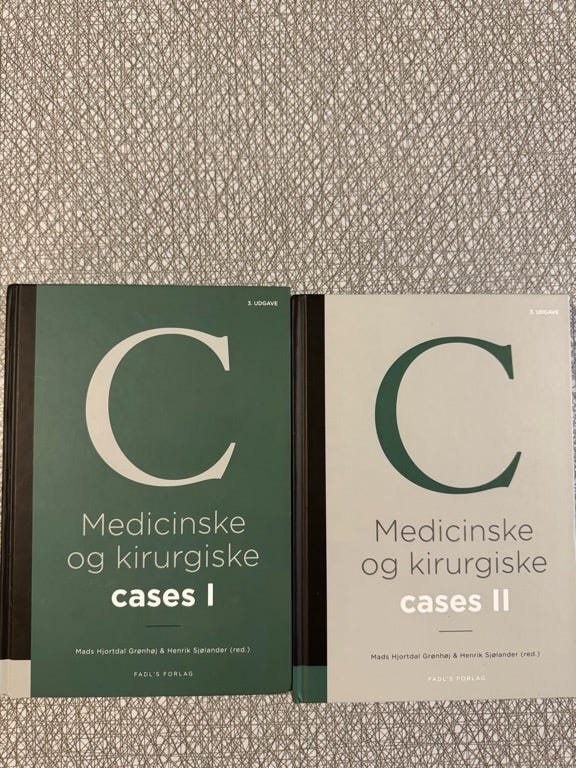 3. UDGAVE
C
Medicinske
og kirurgiske
cases I
Mads Hjortdal Grønhøj & Henrik Sjølander (red.)
FADL'S FORLAG
3. UDGAVE
C
Medicinske
og kirurgiske
cases II
Mads Hjortdal Grønhøj & Henrik Sjølander (red.)
FADL'S FORLAG